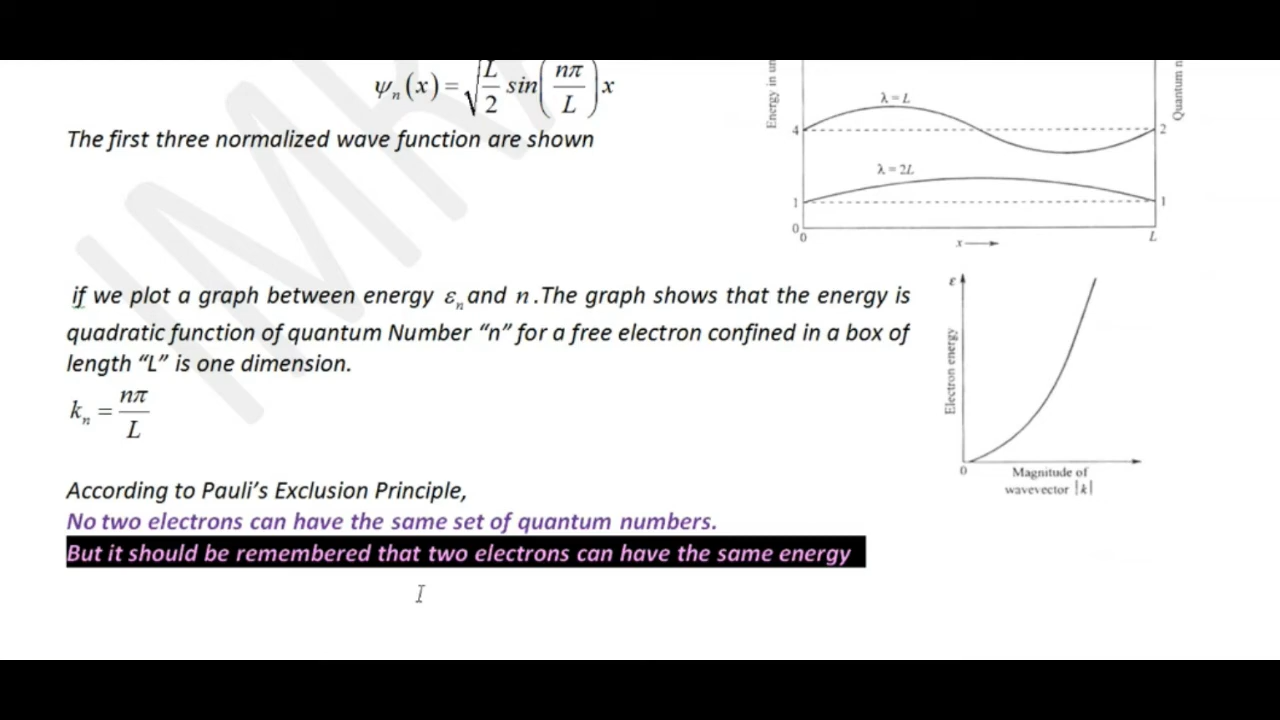 ψn(x) = √L/2 sin(nπ/L)x
The first three normalized wave function are shown
Energy in un
Quantum n
λ = L
4
2
λ = 2L
1
1
0
0
x
L
if we plot a graph between energy εn and n .The graph shows that the energy is
quadratic function of quantum Number “n” for a free electron confined in a box of
length “L” is one dimension.
kn = nπ/L
ε
Electron energy
0
Magnitude of
wavevector |k|
According to Pauli’s Exclusion Principle,
No two electrons can have the same set of quantum numbers.
But it should be remembered that two electrons can have the same energy